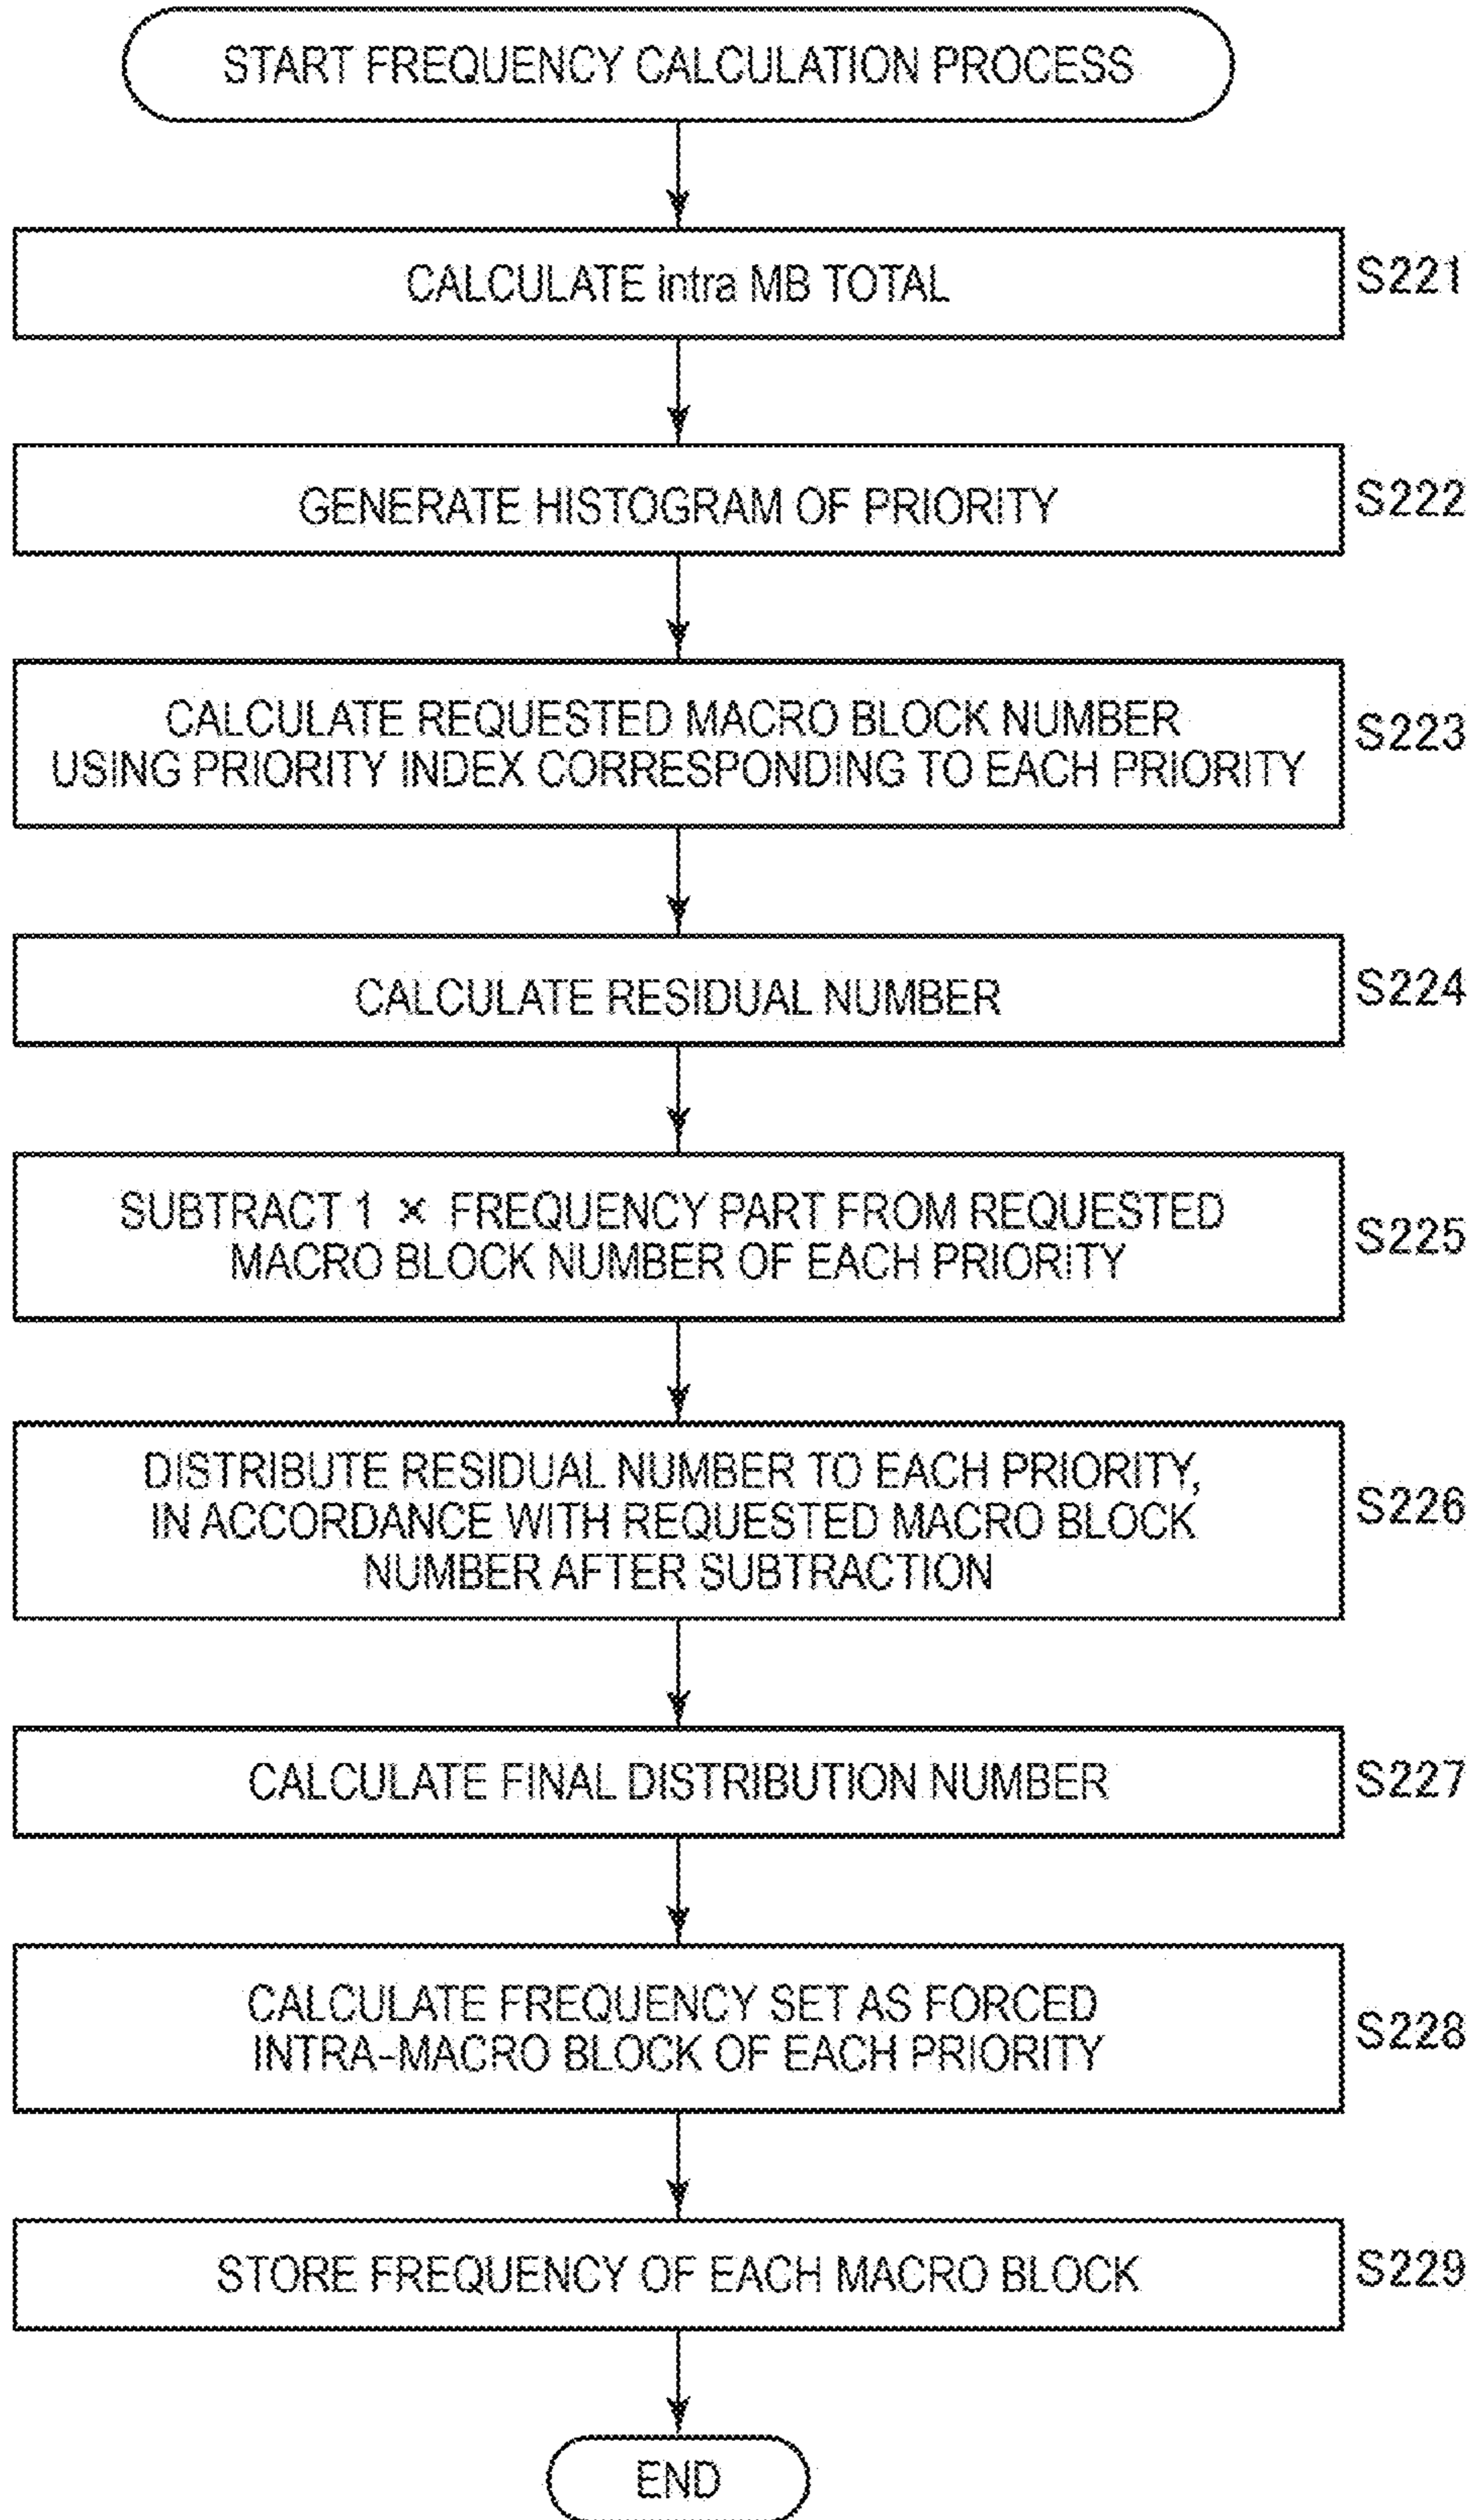 START FREQUENCY CALCULATION PROCESS
CALCULATE intra MB TOTAL
S221
GENERATE HISTOGRAM OF PRIORITY
S222
CALCULATE REQUESTED MACRO BLOCK NUMBER
USING PRIORITY INDEX CORRESPONDING TO EACH PRIORITY
S223
CALCULATE RESIDUAL NUMBER
S224
SUBTRACT 1 × FREQUENCY PART FROM REQUESTED
MACRO BLOCK NUMBER OF EACH PRIORITY
S225
DISTRIBUTE RESIDUAL NUMBER TO EACH PRIORITY,
IN ACCORDANCE WITH REQUESTED MACRO BLOCK
NUMBER AFTER SUBTRACTION
S226
CALCULATE FINAL DISTRIBUTION NUMBER
S227
CALCULATE FREQUENCY SET AS FORCED
INTRA-MACRO BLOCK OF EACH PRIORITY
S228
STORE FREQUENCY OF EACH MACRO BLOCK
S229
END